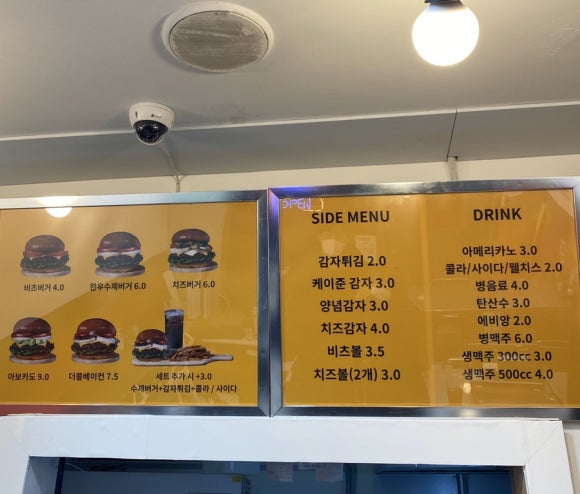 비츠버거 4.0
한우수제버거 6.0
치즈버거 6.0
아보카도 9.0
더블베이컨 7.5
세트 추가 시 +3.0
수제버거+감자튀김+콜라 / 사이다
OPEN
SIDE MENU
감자튀김 2.0
케이준 감자 3.0
양념감자 3.0
치즈감자 4.0
비츠볼 3.5
치즈볼(2개) 3.0
DRINK
아메리카노 3.0
콜라/사이다/웰치스 2.0
병음료 4.0
탄산수 3.0
에비앙 2.0
병맥주 6.0
생맥주 300cc 3.0
생맥주 500cc 4.0